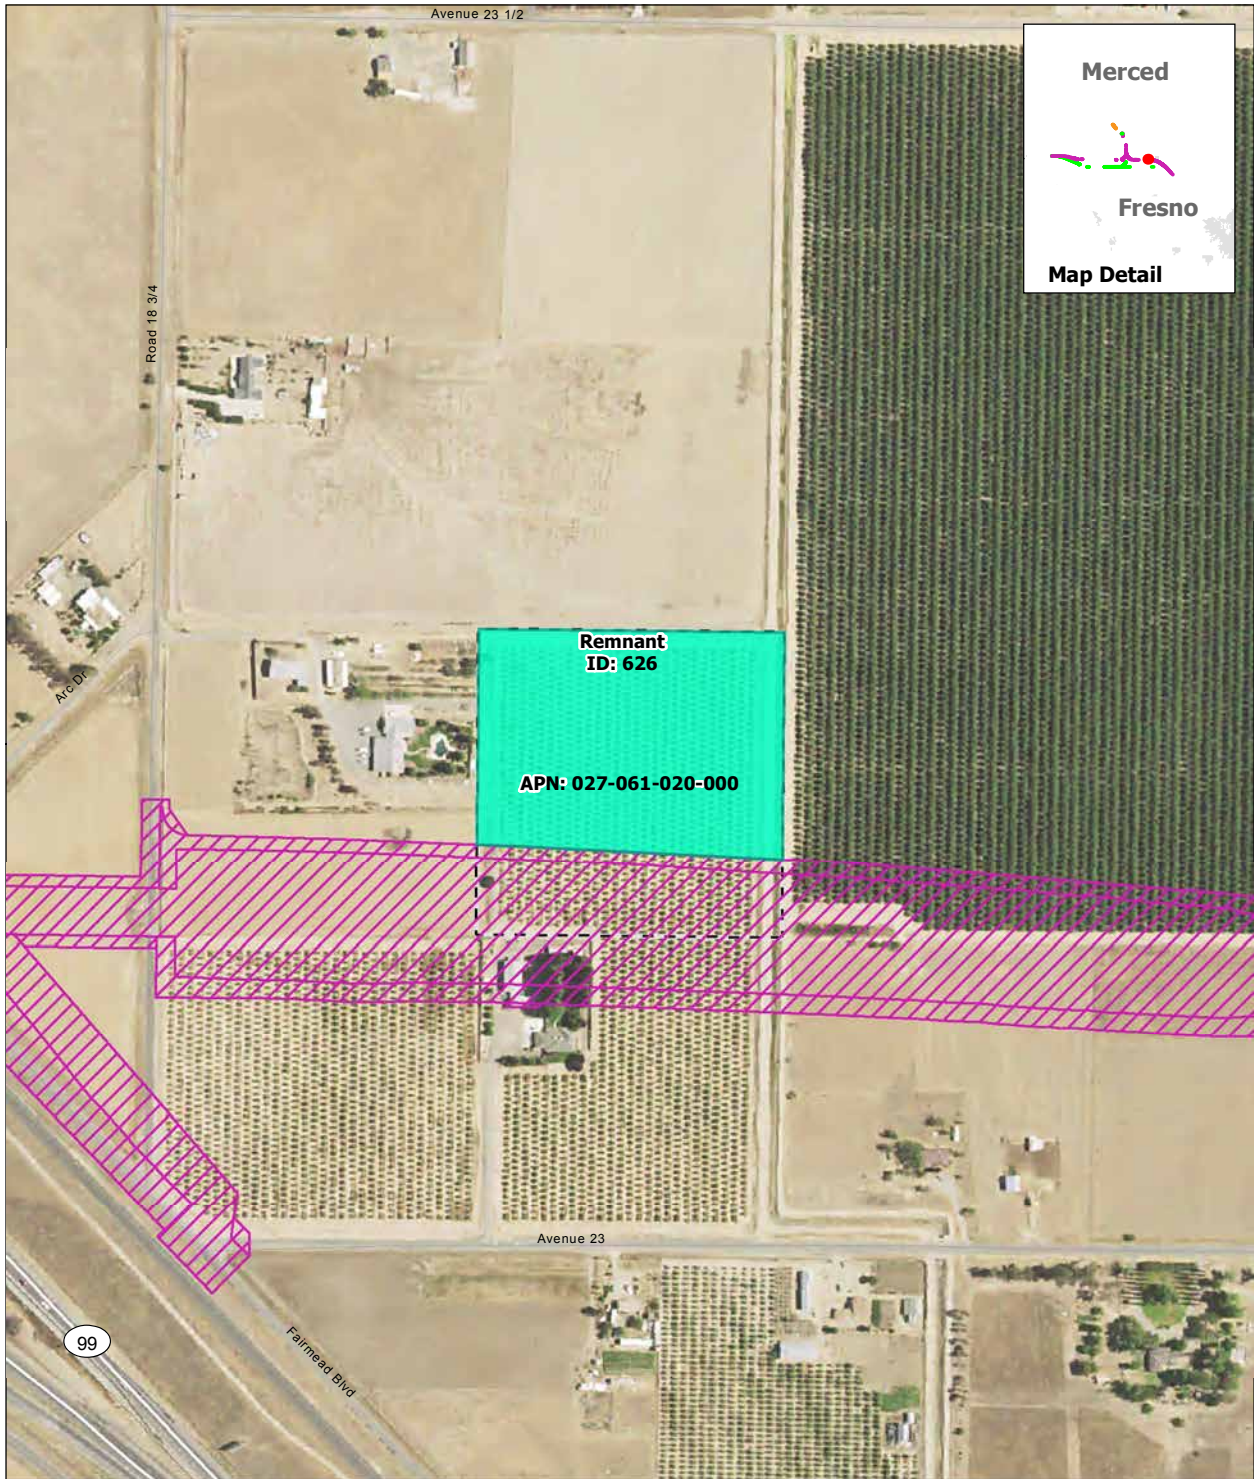 Avenue 23 1/2
Merced
Fresno
Map Detail
Road 18 3/4
Remnant
ID: 626
Arc Dr
APN: 027-061-020-000
Avenue 23
99
Fairmead Blvd